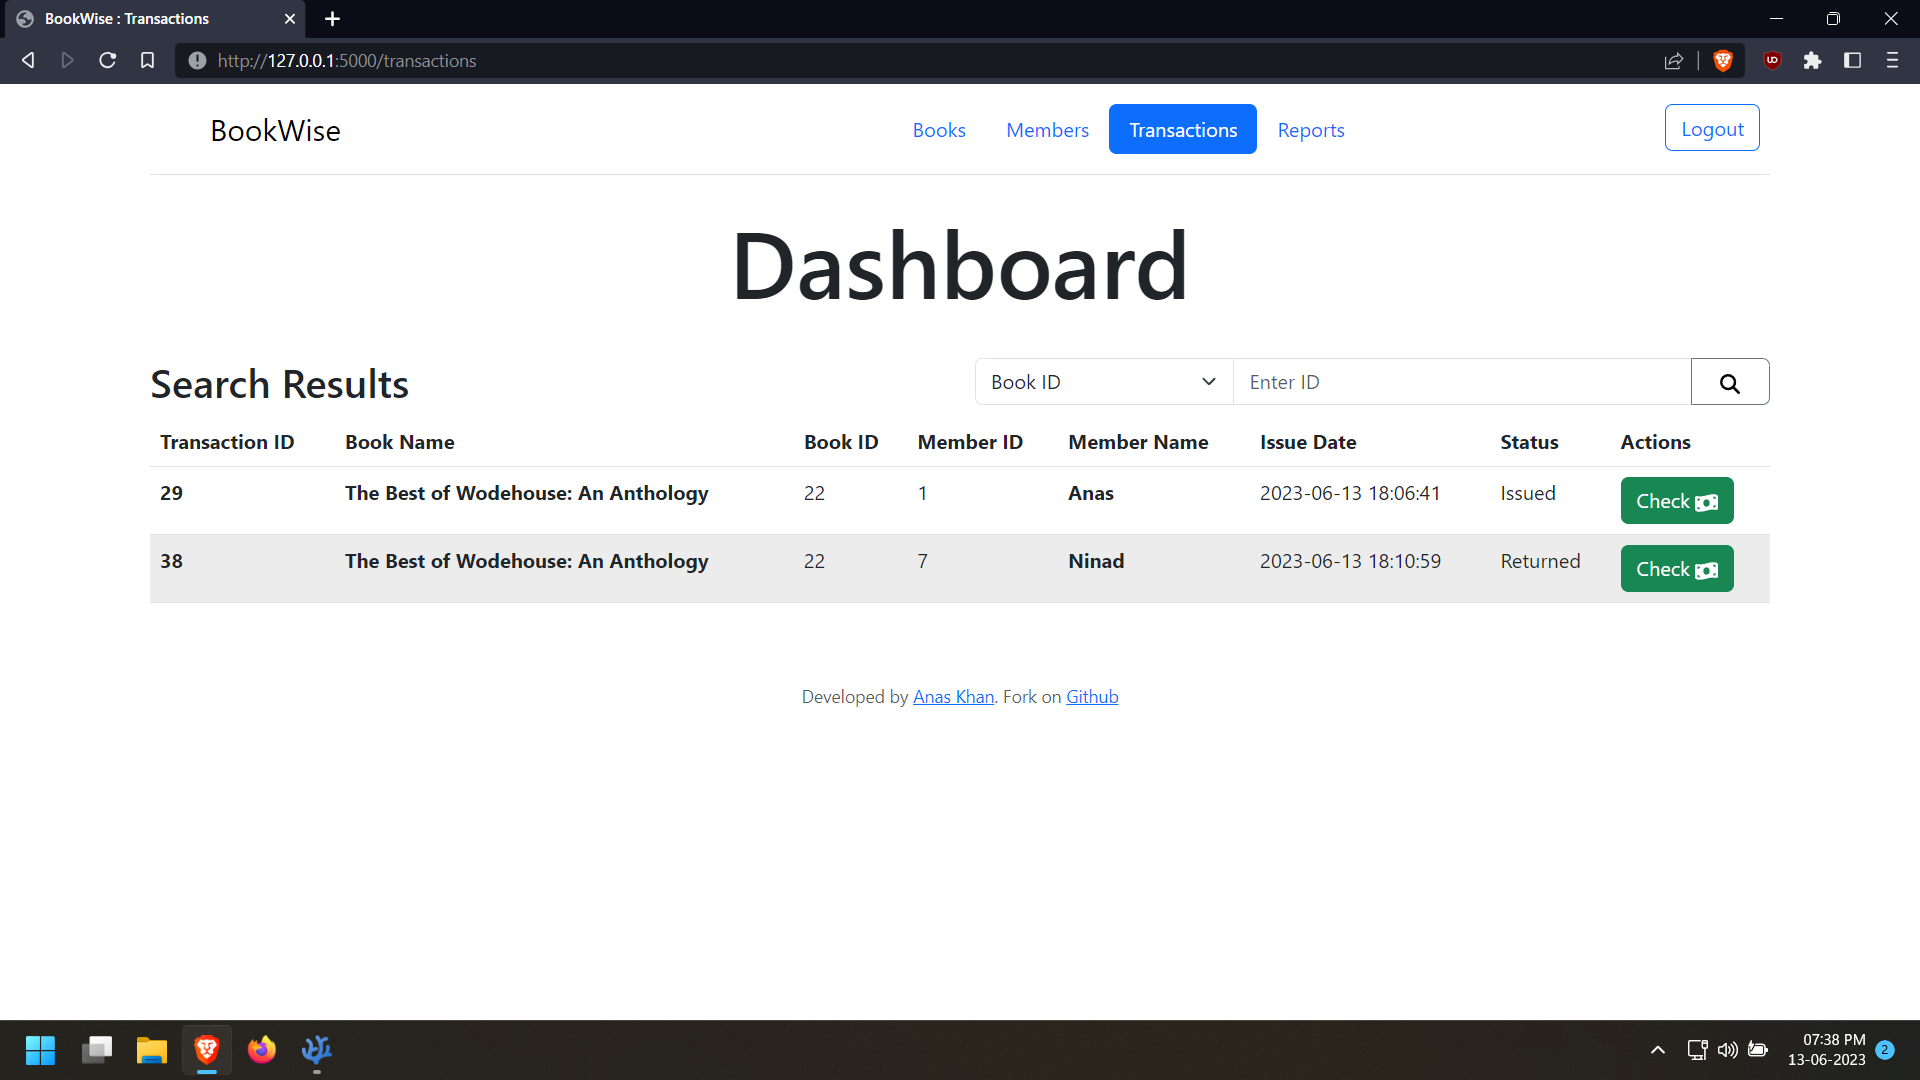 BookWise : Transactions
http://127.0.0.1:5000/transactions
BookWise
Books Members Transactions Reports Logout
Dashboard
Search Results
Book ID Enter ID
Transaction ID Book Name Book ID Member ID Member Name Issue Date Status Actions
29 The Best of Wodehouse: An Anthology 22 1 Anas 2023-06-13 18:06:41 Issued Check
38 The Best of Wodehouse: An Anthology 22 7 Ninad 2023-06-13 18:10:59 Returned Check
Developed by Anas Khan. Fork on Github
07:38 PM
13-06-2023
2